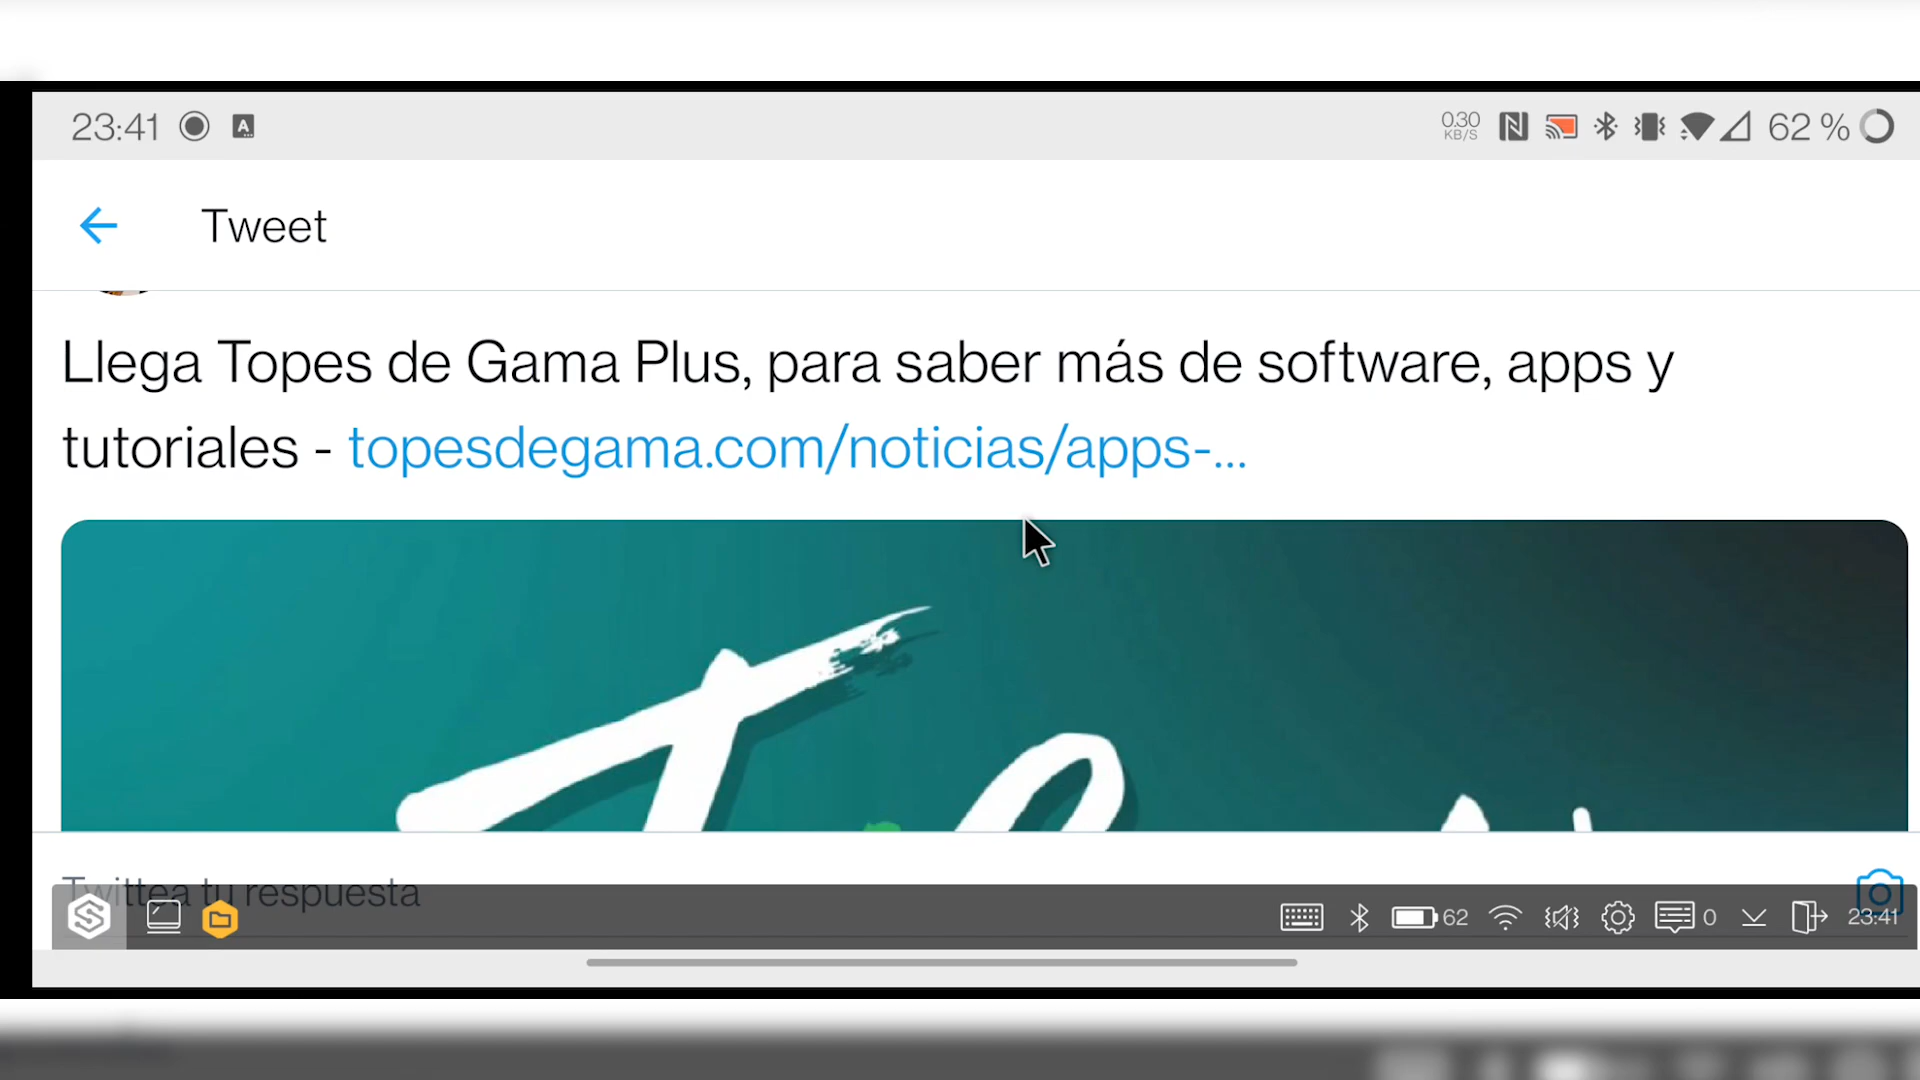 23:41 A 0.30 KB/S N 62 %
Tweet
Llega Topes de Gama Plus, para saber más de software, apps y
tutoriales - topesdegama.com/noticias/apps-...
Twittea tu respuesta
62 0 23:41